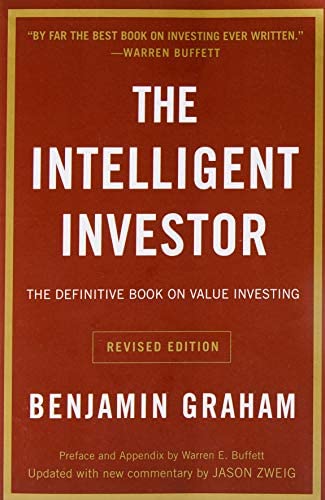 "BY FAR THE BEST BOOK ON INVESTING EVER WRITTEN."
—WARREN BUFFETT
THE
INTELLIGENT
INVESTOR
THE DEFINITIVE BOOK ON VALUE INVESTING
REVISED EDITION
BENJAMIN GRAHAM
Preface and Appendix by Warren E. Buffett
Updated with new commentary by JASON ZWEIG